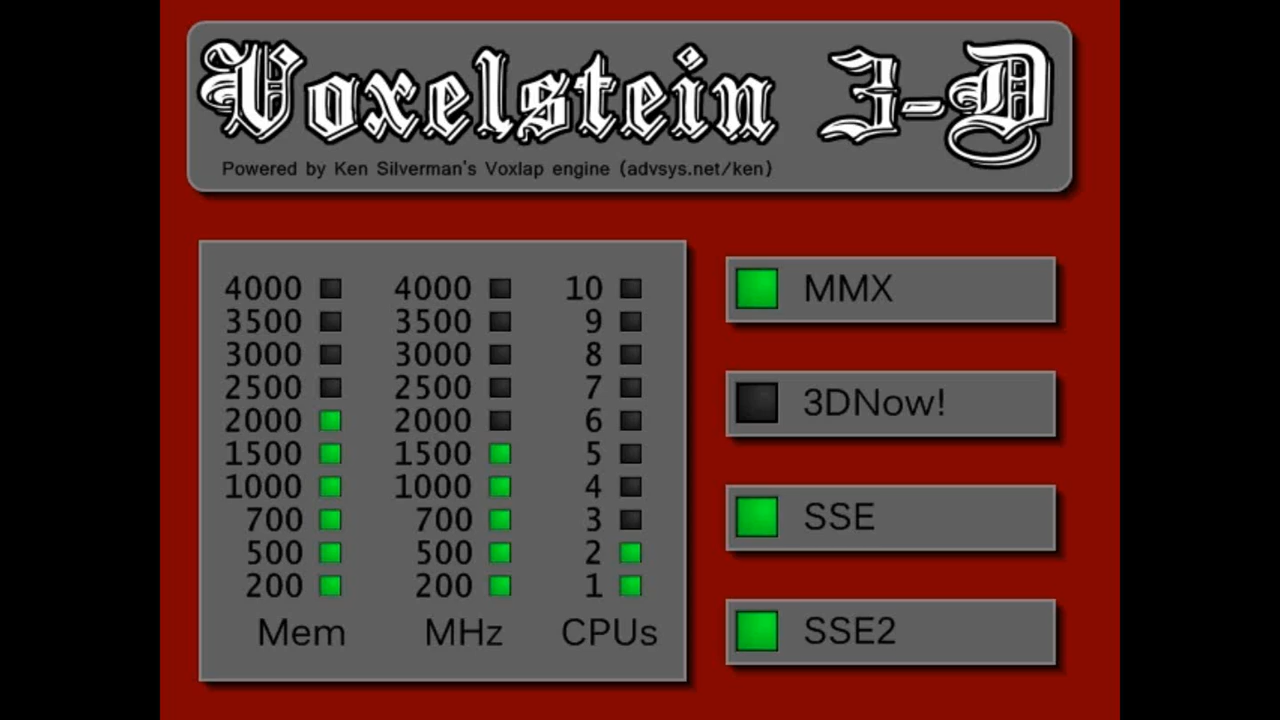 Voxelstein 3-D
Powered by Ken Silverman's Voxlap engine (advsys.net/ken)
4000 4000 10
3500 3500 9
3000 3000 8
2500 2500 7
2000 2000 6
1500 1500 5
1000 1000 4
700 700 3
500 500 2
200 200 1
Mem MHz CPUs
MMX
3DNow!
SSE
SSE2